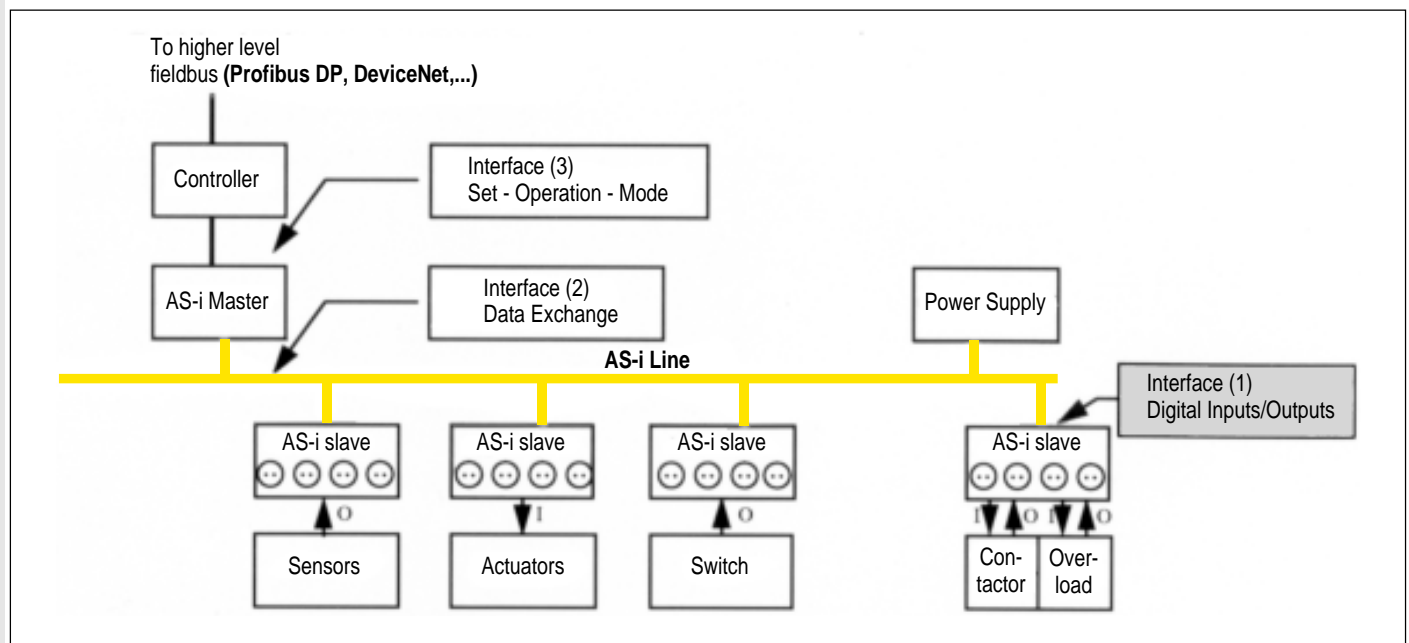 To higher level
fieldbus (Profibus DP, DeviceNet,...)
Controller
Interface (3)
Set - Operation - Mode
AS-i Master
Interface (2)
Data Exchange
Power Supply
AS-i Line
Interface (1)
Digital Inputs/Outputs
AS-i slave
AS-i slave
AS-i slave
AS-i slave
O
I
O
I
O
I
O
Sensors
Actuators
Switch
Con-
tactor
Over-
load